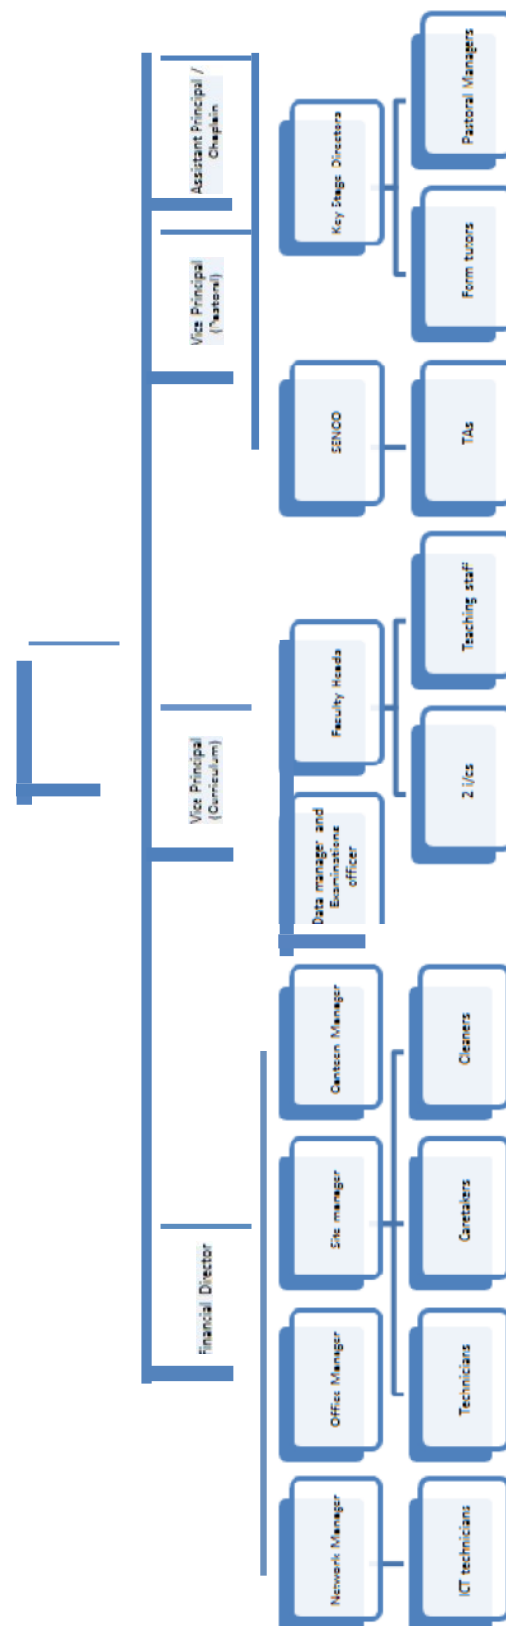 Financial Director
Vice Principal
(Curriculum)
Vice Principal
(Pastoral)
Assistant Principal /
Chaplain
Network Manager
Office Manager
Site manager
Canteen Manager
Data manager and
Examinations
officer
Faculty Heads
SENCO
Key Stage Directors
ICT technicians
Technicians
Caretakers
Cleaners
2 i/cs
Teaching staff
TAs
Form tutors
Pastoral Managers